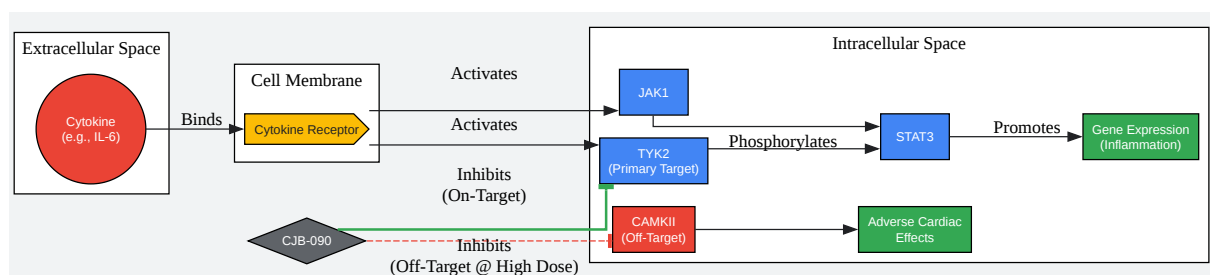 Extracellular Space
Cytokine
(e.g., IL-6)
Binds
Cell Membrane
Cytokine Receptor
Activates
Activates
Inhibits
(On-Target)
CJB-090
Inhibits
(Off-Target @ High Dose)
Intracellular Space
JAK1
TYK2
(Primary Target)
Phosphorylates
STAT3
Promotes
Gene Expression
(Inflammation)
CAMKII
(Off-Target)
Adverse Cardiac
Effects